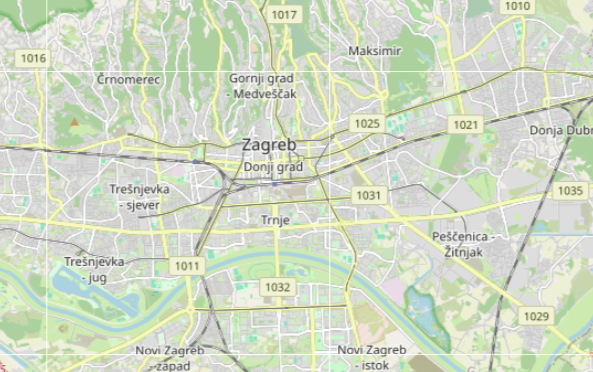 1017
1010
Maksimir
1016
Črnomerec
Gornji grad
- Medveščak
1025
1021
Donja Dubr
Zagreb
Donji grad
Trešnjevka
- sjever
1031
1035
Trnje
Peščenica -
Žitnjak
Trešnjevka
- jug
1011
1032
1029
Novi Zagreb
- zapad
Novi Zagreb
- istok